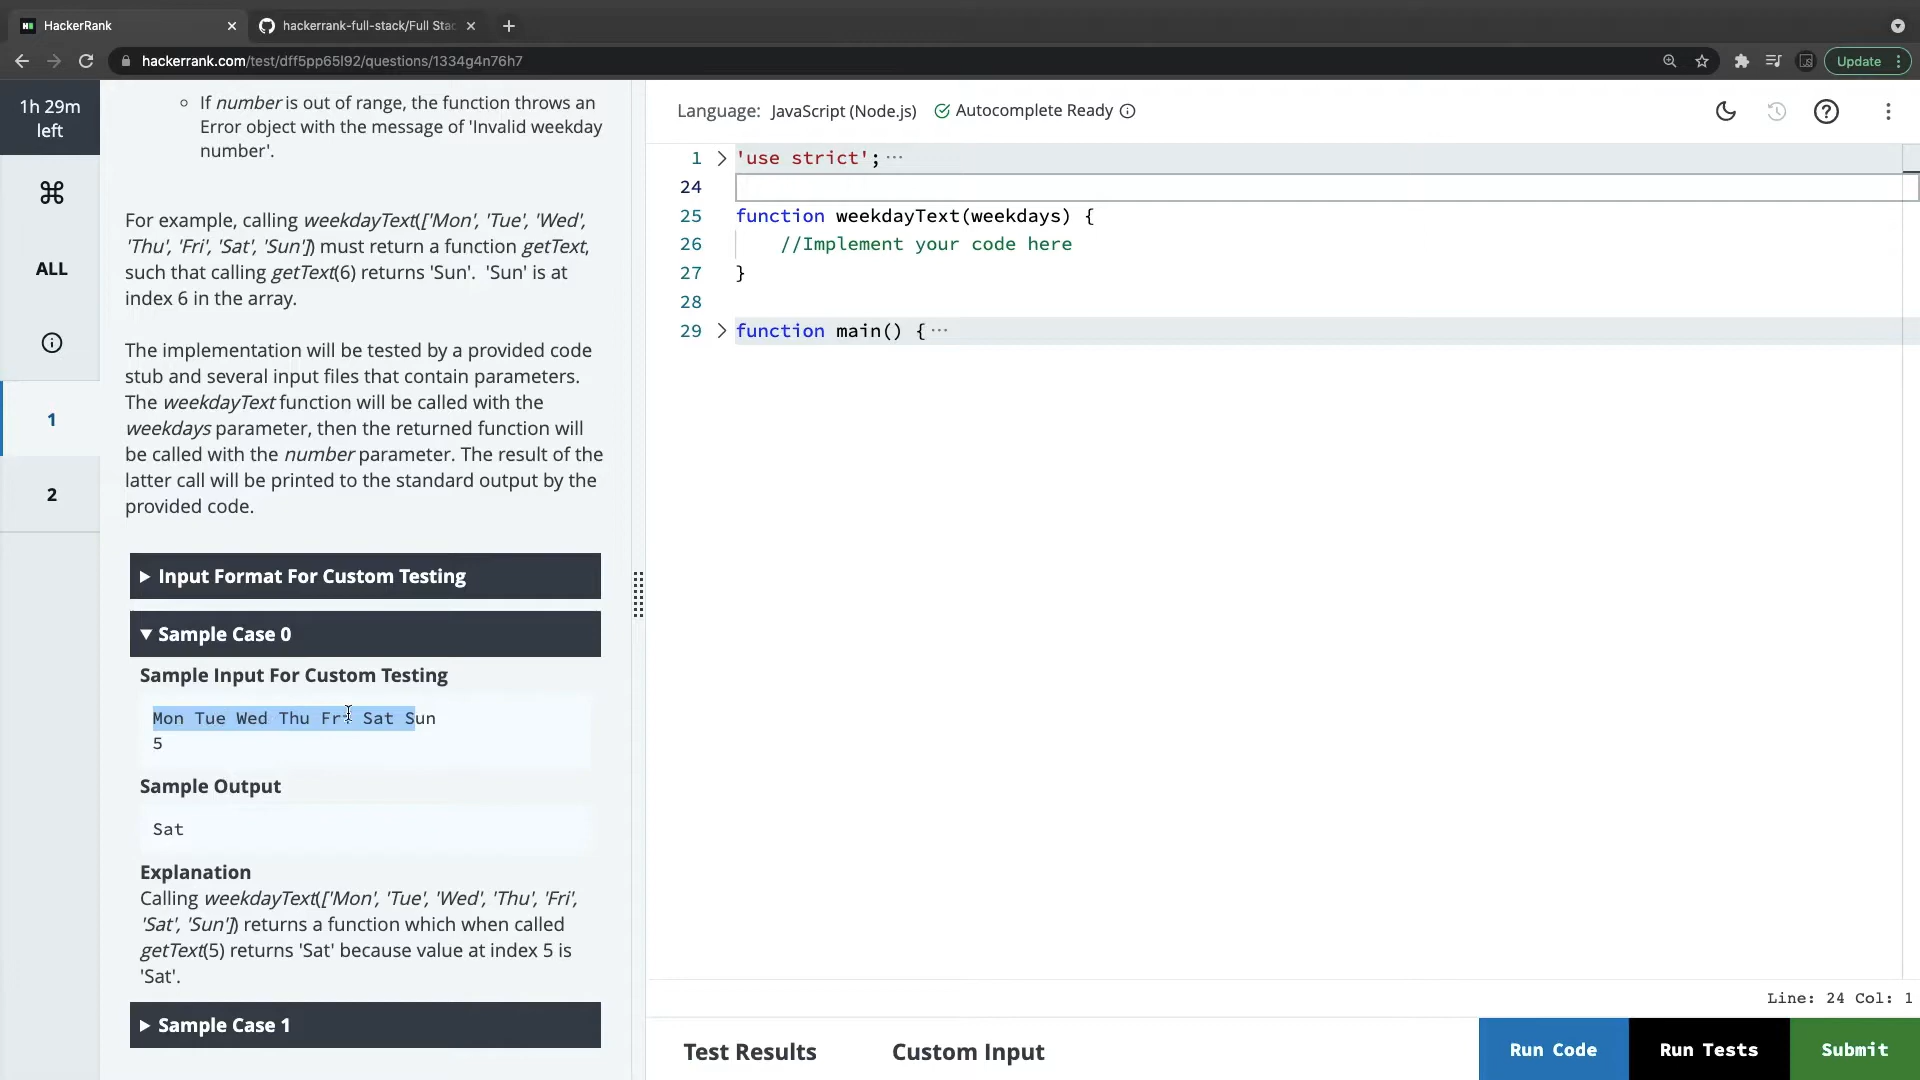 HackerRank
hackerrank-full-stack/Full Stac
hackerrank.com/test/dff5pp65l92/questions/1334g4n76h7
Update
1h 29m
left
ALL
1
2
If number is out of range, the function throws an
Error object with the message of 'Invalid weekday
number'.
For example, calling weekdayText(['Mon', 'Tue', 'Wed',
'Thu', 'Fri', 'Sat', 'Sun']) must return a function getText,
such that calling getText(6) returns 'Sun'. 'Sun' is at
index 6 in the array.
The implementation will be tested by a provided code
stub and several input files that contain parameters.
The weekdayText function will be called with the
weekdays parameter, then the returned function will
be called with the number parameter. The result of the
latter call will be printed to the standard output by the
provided code.
Input Format For Custom Testing
Sample Case 0
Sample Input For Custom Testing
Mon Tue Wed Thu Fri Sat Sun
5
Sample Output
Sat
Explanation
Calling weekdayText(['Mon', 'Tue', 'Wed', 'Thu', 'Fri',
'Sat', 'Sun']) returns a function which when called
getText(5) returns 'Sat' because value at index 5 is
'Sat'.
Sample Case 1
Language: JavaScript (Node.js) Autocomplete Ready
1 'use strict'; ···
24
25 function weekdayText(weekdays) {
26 //Implement your code here
27 }
28
29 function main() { ···
Line: 24 Col: 1
Test Results Custom Input Run Code Run Tests Submit